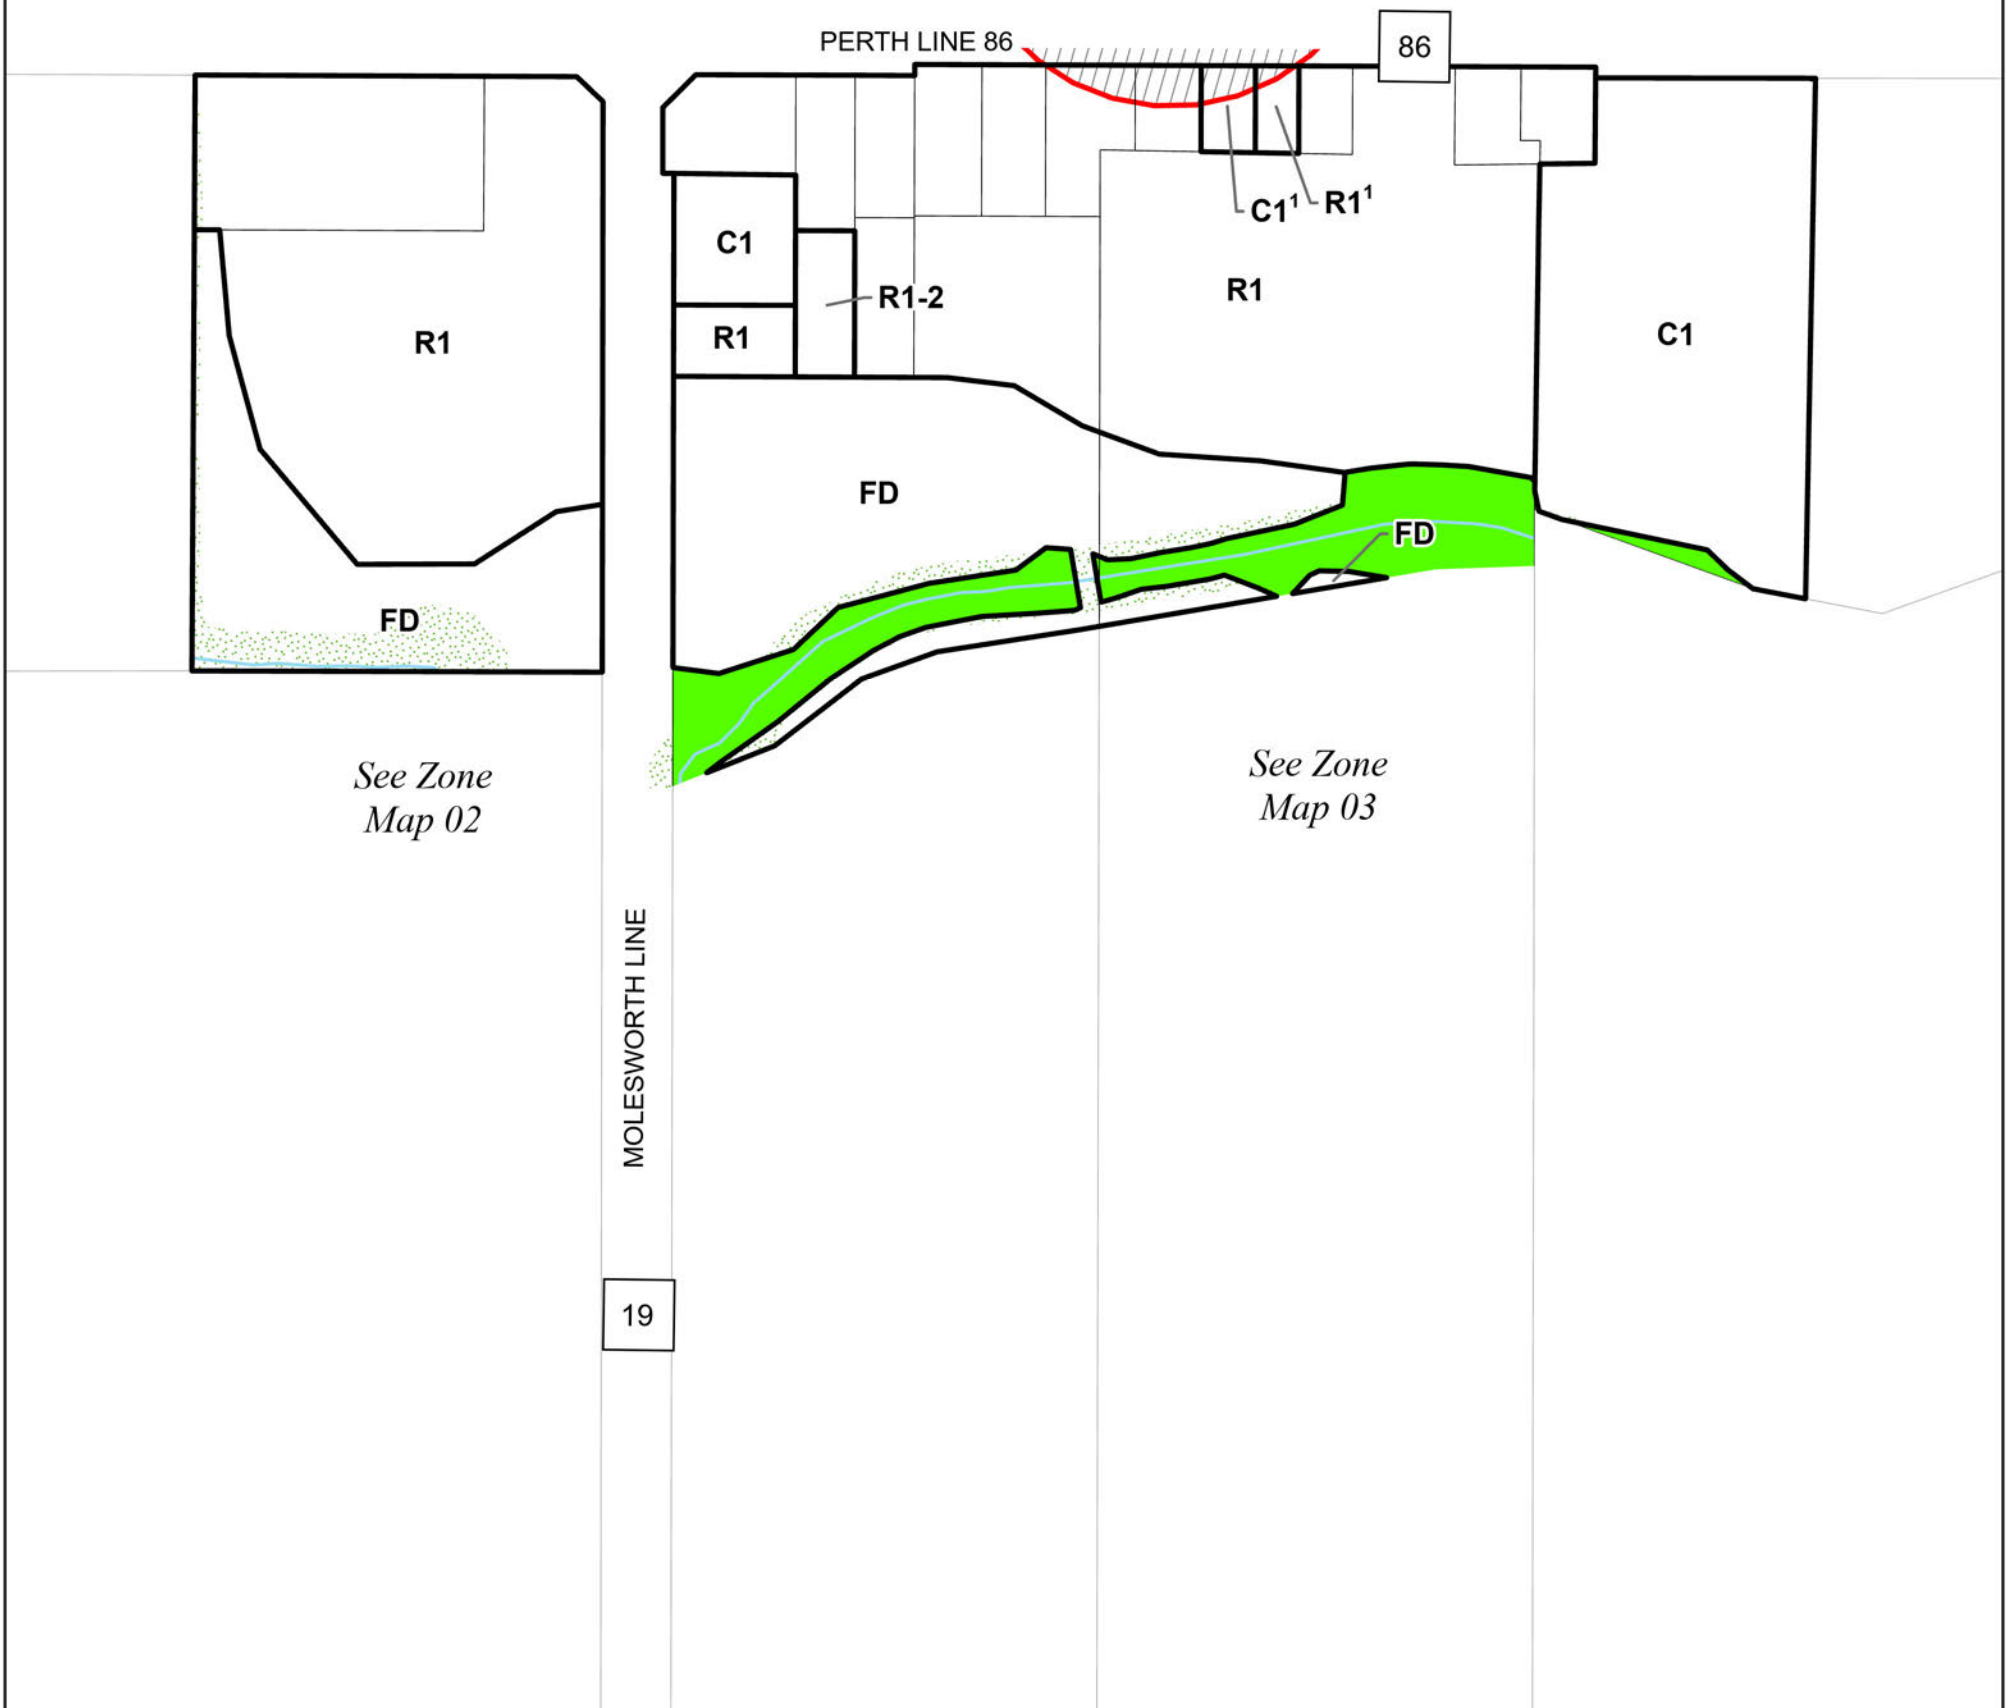 PERTH LINE 86
86
C1¹
R1¹
C1
R1-2
R1
R1
R1
C1
FD
FD
FD
See Zone
Map 02
See Zone
Map 03
MOLESWORTH LINE
19